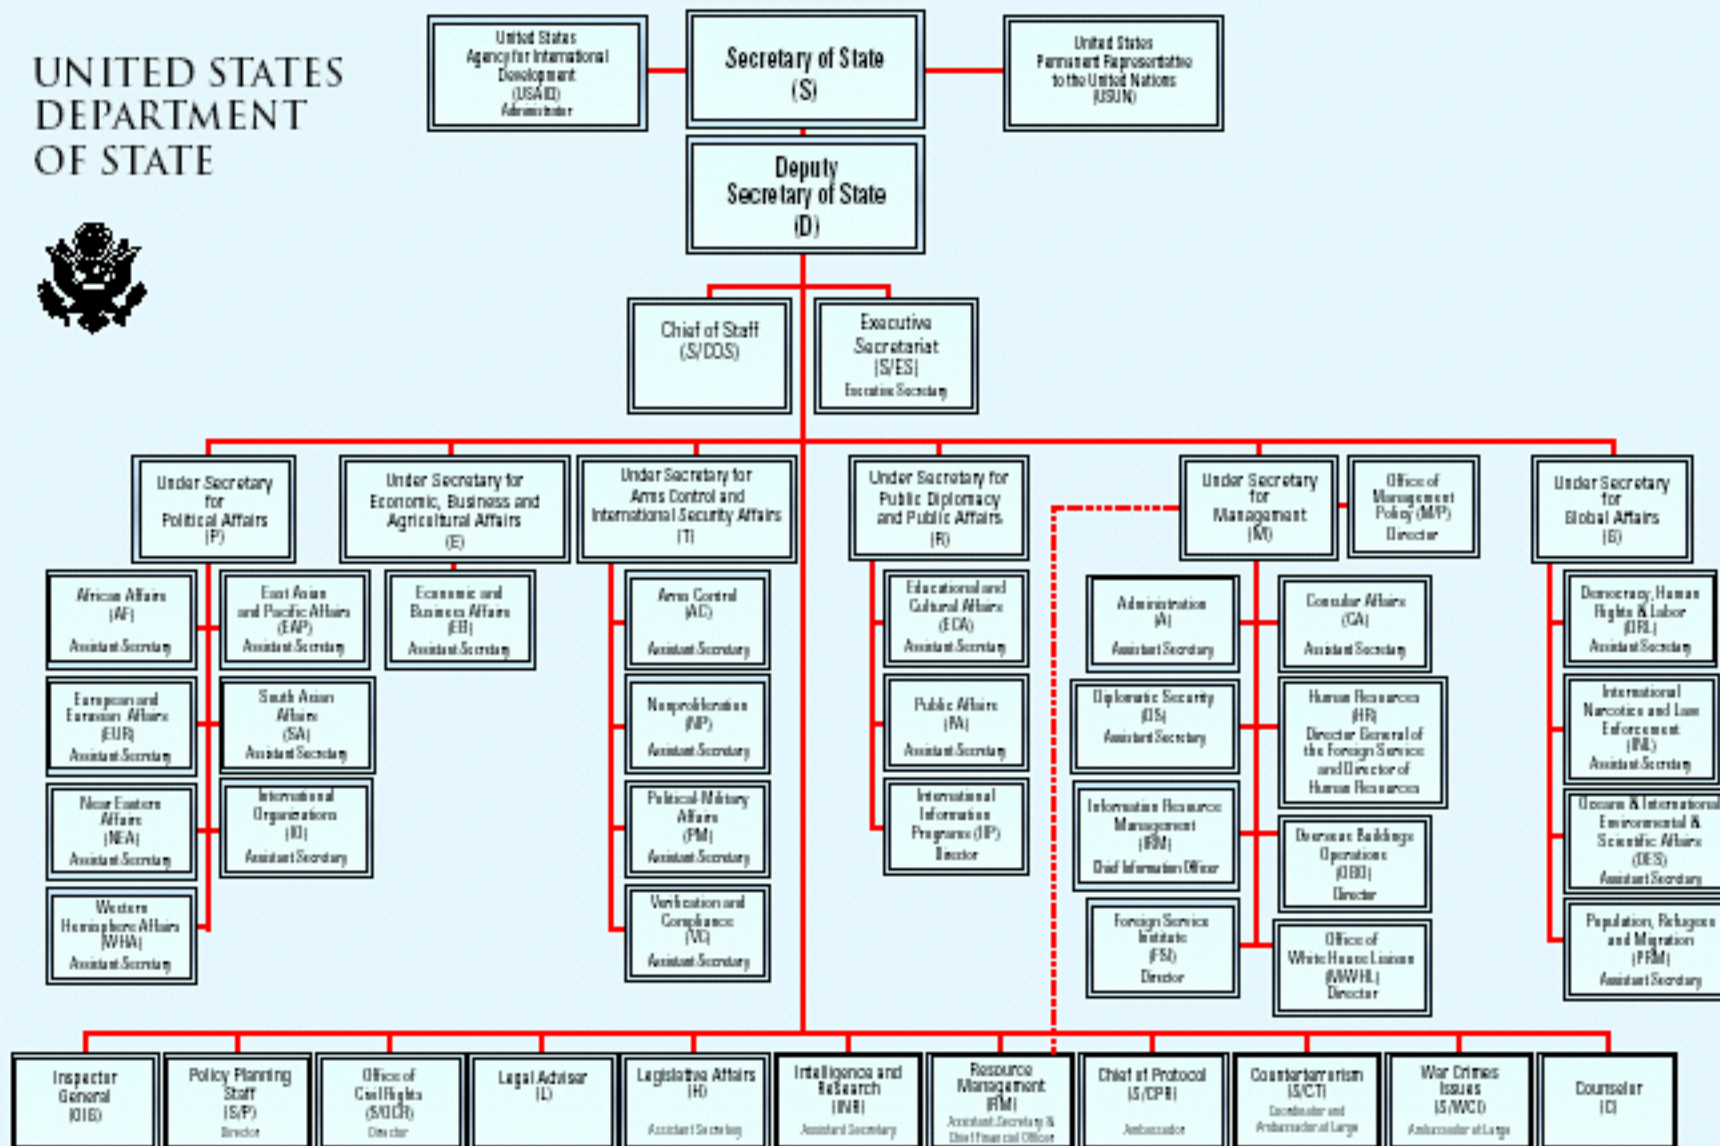 UNITED STATES
DEPARTMENT
OF STATE
United States
Agency for International
Development
(USAID)
Administrator
Secretary of State
(S)
United States
Permanent Representative
to the United Nations
(USUN)
Deputy
Secretary of State
(D)
Chief of Staff
(S/COS)
Executive
Secretariat
(S/ES)
Executive Secretary
Under Secretary
for
Political Affairs
(P)
Under Secretary for
Economic, Business and
Agricultural Affairs
(E)
Under Secretary for
Arms Control and
International Security Affairs
(T)
Under Secretary for
Public Diplomacy
and Public Affairs
(R)
Under Secretary
for
Management
(M)
Office of
Management
Policy (M/P)
Director
Under Secretary
for
Global Affairs
(G)
African Affairs
(AF)
Assistant Secretary
East Asian
and Pacific Affairs
(EAP)
Assistant Secretary
European and
Eurasian Affairs
(EUR)
Assistant Secretary
South Asian
Affairs
(SA)
Assistant Secretary
Near Eastern
Affairs
(NEA)
Assistant Secretary
International
Organizations
(IO)
Assistant Secretary
Western
Hemisphere Affairs
(WHA)
Assistant Secretary
Economic and
Business Affairs
(EB)
Assistant Secretary
Arms Control
(AC)
Assistant Secretary
Nonproliferation
(NP)
Assistant Secretary
Political-Military
Affairs
(PM)
Assistant Secretary
Verification and
Compliance
(VC)
Assistant Secretary
Educational and
Cultural Affairs
(ECA)
Assistant Secretary
Public Affairs
(PA)
Assistant Secretary
International
Information
Programs (IIP)
Director
Administration
(A)
Assistant Secretary
Consular Affairs
(CA)
Assistant Secretary
Diplomatic Security
(DS)
Assistant Secretary
Human Resources
(HR)
Director General of
the Foreign Service
and Director of
Human Resources
Information Resource
Management
(IRM)
Chief Information Officer
Overseas Buildings
Operations
(OBO)
Director
Foreign Service
Institute
(FSI)
Director
Office of
White House Liaison
(M/WHL)
Director
Democracy, Human
Rights & Labor
(DRL)
Assistant Secretary
International
Narcotics and Law
Enforcement
(INL)
Assistant Secretary
Oceans & International
Environmental &
Scientific Affairs
(OES)
Assistant Secretary
Population, Refugees
and Migration
(PRM)
Assistant Secretary
Inspector
General
(OIG)
Policy Planning
Staff
(S/P)
Director
Office of
Civil Rights
(S/OCR)
Director
Legal Adviser
(L)
Legislative Affairs
(H)
Assistant Secretary
Intelligence and
Research
(INR)
Assistant Secretary
Resource
Management
(RM)
Assistant Secretary &
Chief Financial Officer
Chief of Protocol
(S/CPR)
Ambassador
Counterterrorism
(S/CT)
Coordinator and
Ambassador at Large
War Crimes
Issues
(S/WCI)
Ambassador at Large
Counselor
(C)